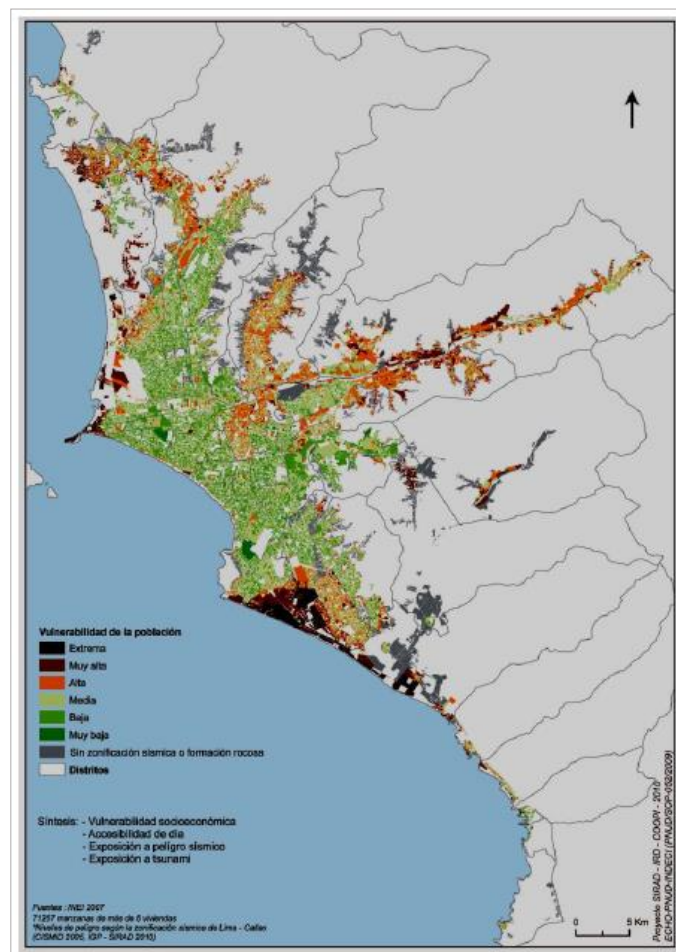 Vulnerabilidad de la población
Extrema
Muy alta
Alta
Media
Baja
Muy baja
Sin zonificación sísmica o formación rocosa
Distritos
Síntesis: - Vulnerabilidad socioeconómica
- Accesibilidad de día
- Exposición a peligro sísmico
- Exposición a tsunami
Fuentes : INEI 2007
71257 manzanas de más de 6 viviendas
*Niveles de peligro según la zonificación sísmica de Lima - Callao
(CISMID 2005, IGP - SIRAD 2010)
0 5 Km
Proyecto SIRAD - IRD - COOPI - 2010
ECHO-PNUD-INDECI (PNUD/SOP-052/2009)